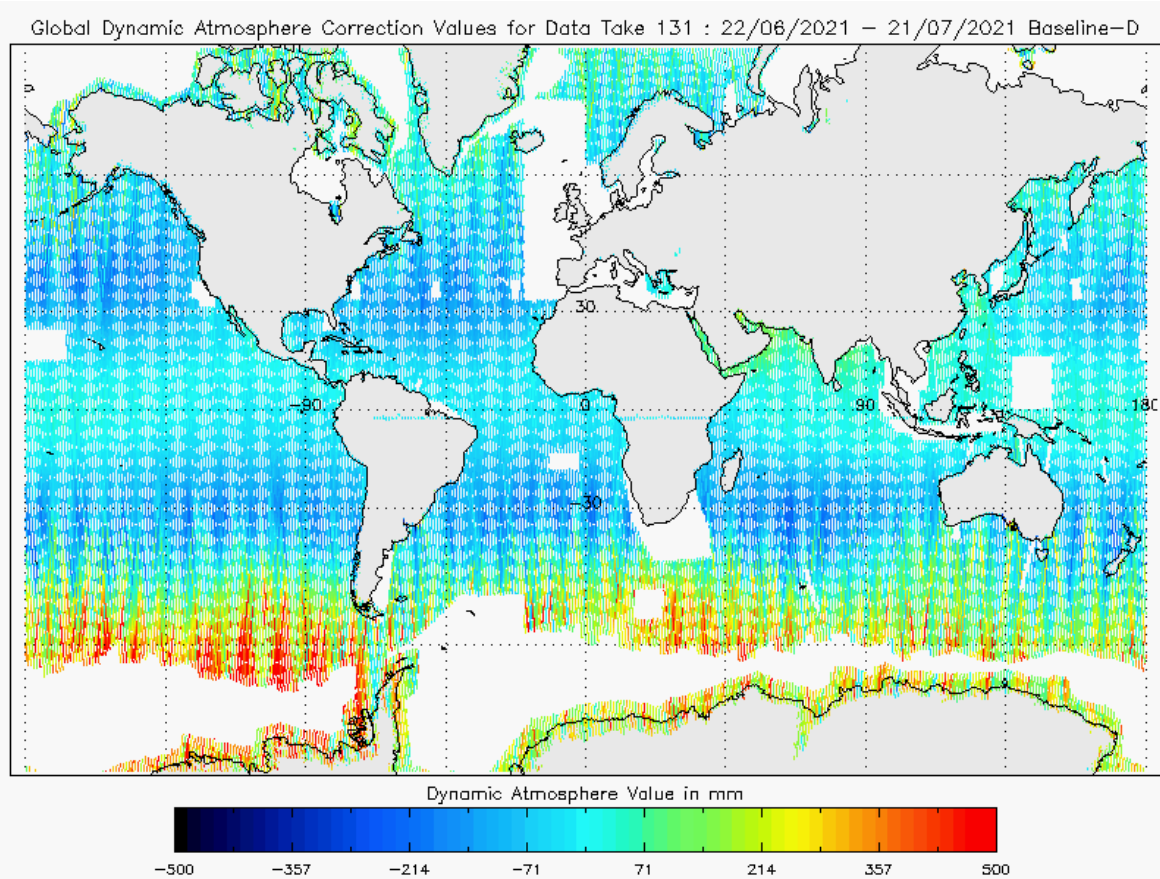 Global Dynamic Atmosphere Correction Values for Data Take 131 : 22/06/2021 – 21/07/2021 Baseline–D
30
−90 0 90 180
−30
Dynamic Atmosphere Value in mm
−500 −357 −214 −71 71 214 357 500